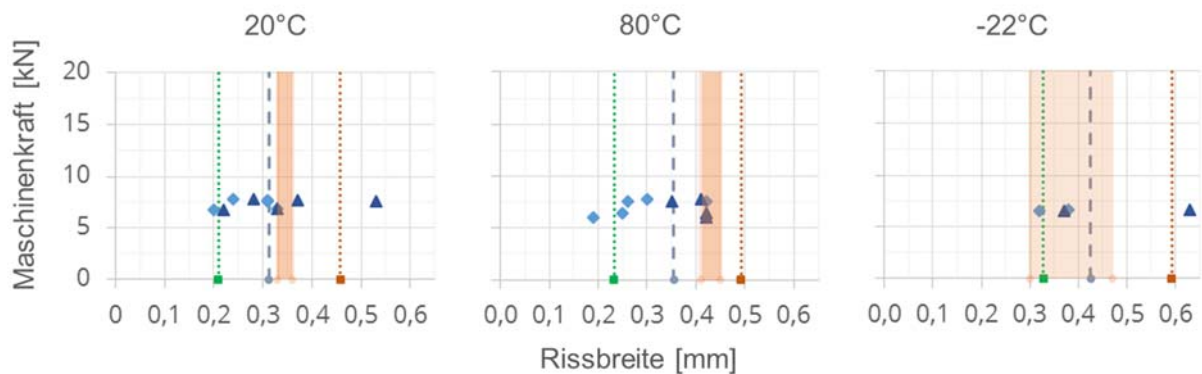 20°C 80°C -22°C
Maschinenkraft [kN]
20
15
10
5
0
0 0,1 0,2 0,3 0,4 0,5 0,6
0,0 0,1 0,2 0,3 0,4 0,5 0,6
0,0 0,1 0,2 0,3 0,4 0,5 0,6
Rissbreite [mm]